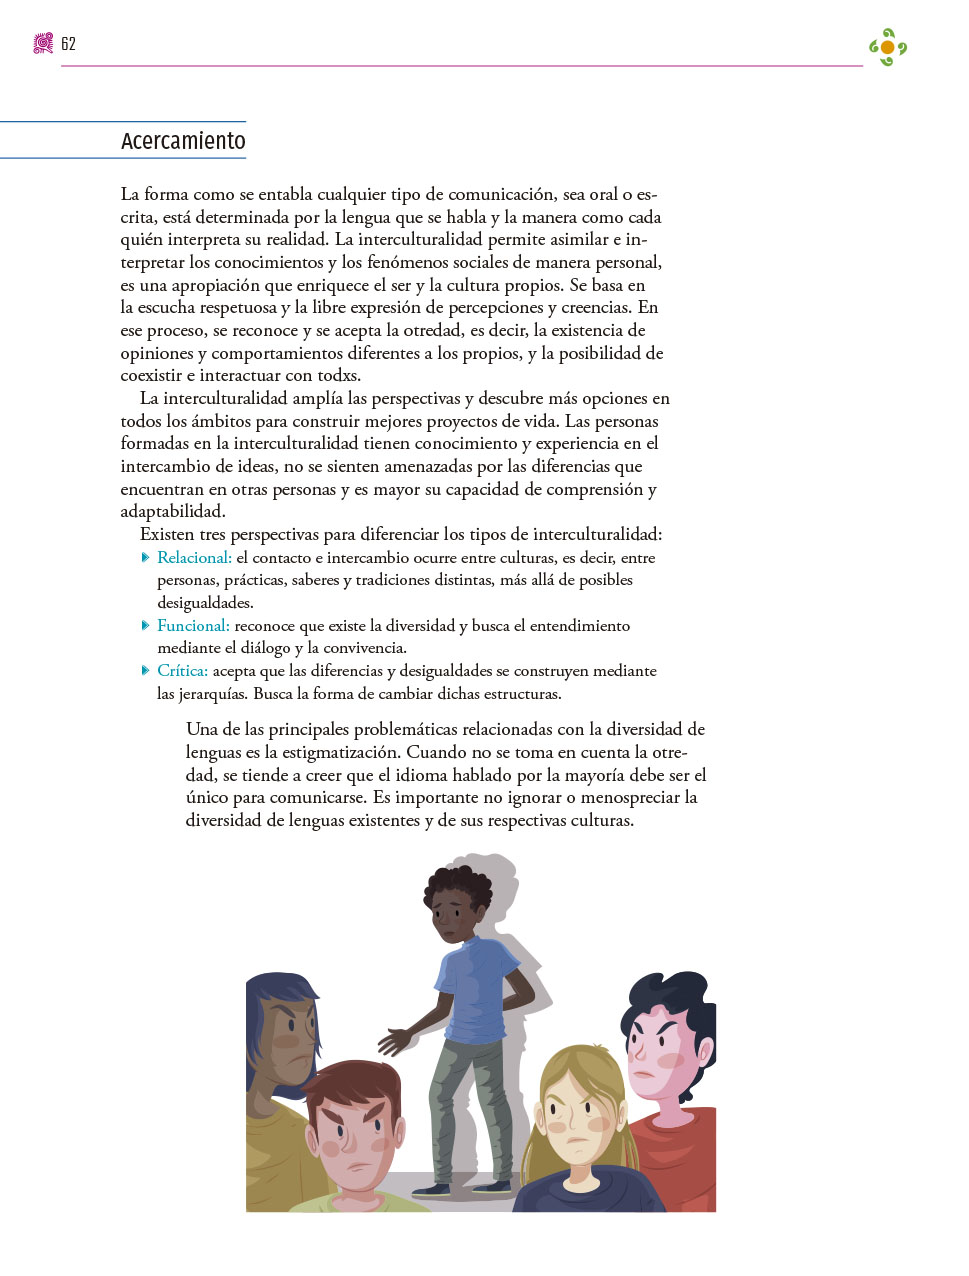 62
Acercamiento
La forma como se entabla cualquier tipo de comunicación, sea oral o es-
crita, está determinada por la lengua que se habla y la manera como cada
quién interpreta su realidad. La interculturalidad permite asimilar e in-
terpretar los conocimientos y los fenómenos sociales de manera personal,
es una apropiación que enriquece el ser y la cultura propios. Se basa en
la escucha respetuosa y la libre expresión de percepciones y creencias. En
ese proceso, se reconoce y se acepta la otredad, es decir, la existencia de
opiniones y comportamientos diferentes a los propios, y la posibilidad de
coexistir e interactuar con todxs.
La interculturalidad amplía las perspectivas y descubre más opciones en
todos los ámbitos para construir mejores proyectos de vida. Las personas
formadas en la interculturalidad tienen conocimiento y experiencia en el
intercambio de ideas, no se sienten amenazadas por las diferencias que
encuentran en otras personas y es mayor su capacidad de comprensión y
adaptabilidad.
Existen tres perspectivas para diferenciar los tipos de interculturalidad:
Relacional: el contacto e intercambio ocurre entre culturas, es decir, entre
personas, prácticas, saberes y tradiciones distintas, más allá de posibles
desigualdades.
Funcional: reconoce que existe la diversidad y busca el entendimiento
mediante el diálogo y la convivencia.
Crítica: acepta que las diferencias y desigualdades se construyen mediante
las jerarquías. Busca la forma de cambiar dichas estructuras.
Una de las principales problemáticas relacionadas con la diversidad de
lenguas es la estigmatización. Cuando no se toma en cuenta la otre-
dad, se tiende a creer que el idioma hablado por la mayoría debe ser el
único para comunicarse. Es importante no ignorar o menospreciar la
diversidad de lenguas existentes y de sus respectivas culturas.